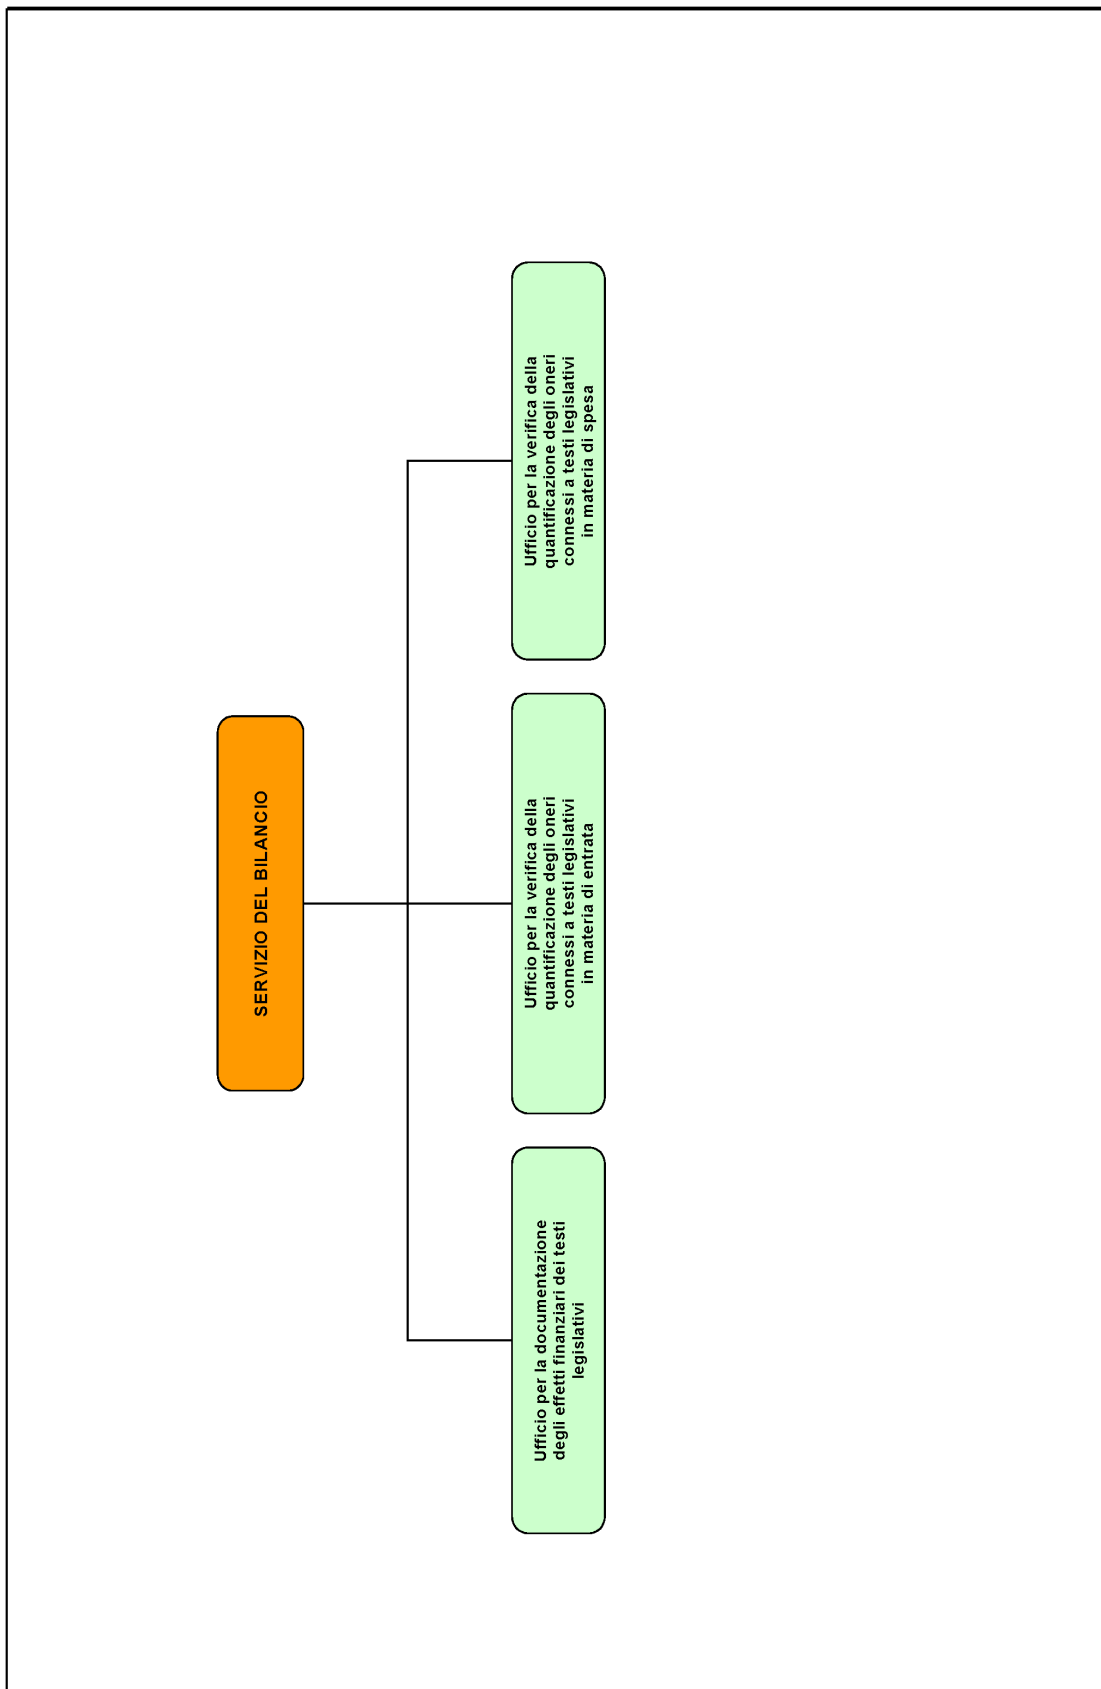 SERVIZIO DEL BILANCIO
Ufficio per la documentazione
degli effetti finanziari dei testi
legislativi
Ufficio per la verifica della
quantificazione degli oneri
connessi a testi legislativi
in materia di entrata
Ufficio per la verifica della
quantificazione degli oneri
connessi a testi legislativi
in materia di spesa